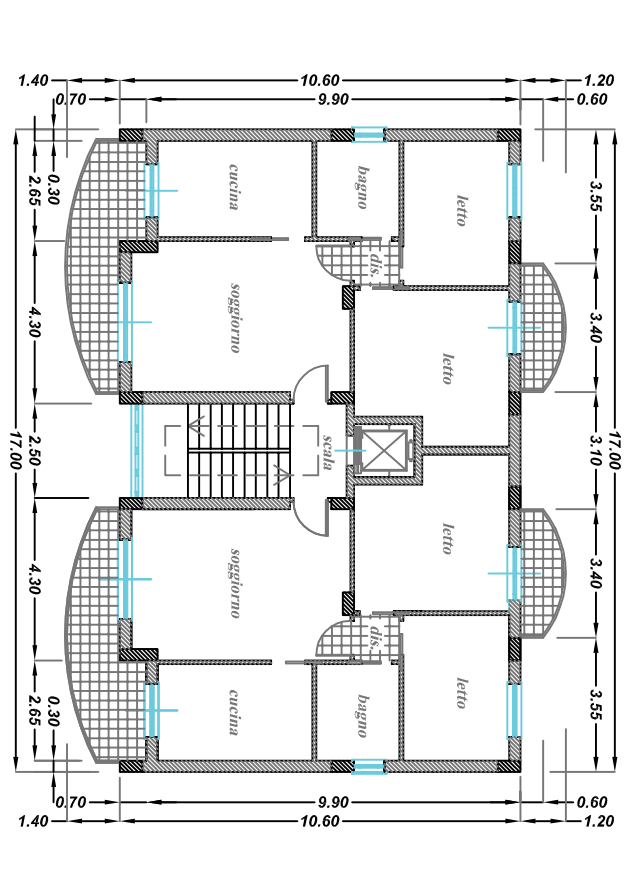 1.40
10.60
1.20
0.70
9.90
0.60
0.30
2.65
4.30
2.50
4.30
2.65
0.30
17.00
3.55
3.40
3.10
3.40
3.55
17.00
cucina
bagno
letto
dis.
soggiorno
letto
scala
soggiorno
letto
dis.
cucina
bagno
letto
0.70
9.90
0.60
1.40
10.60
1.20